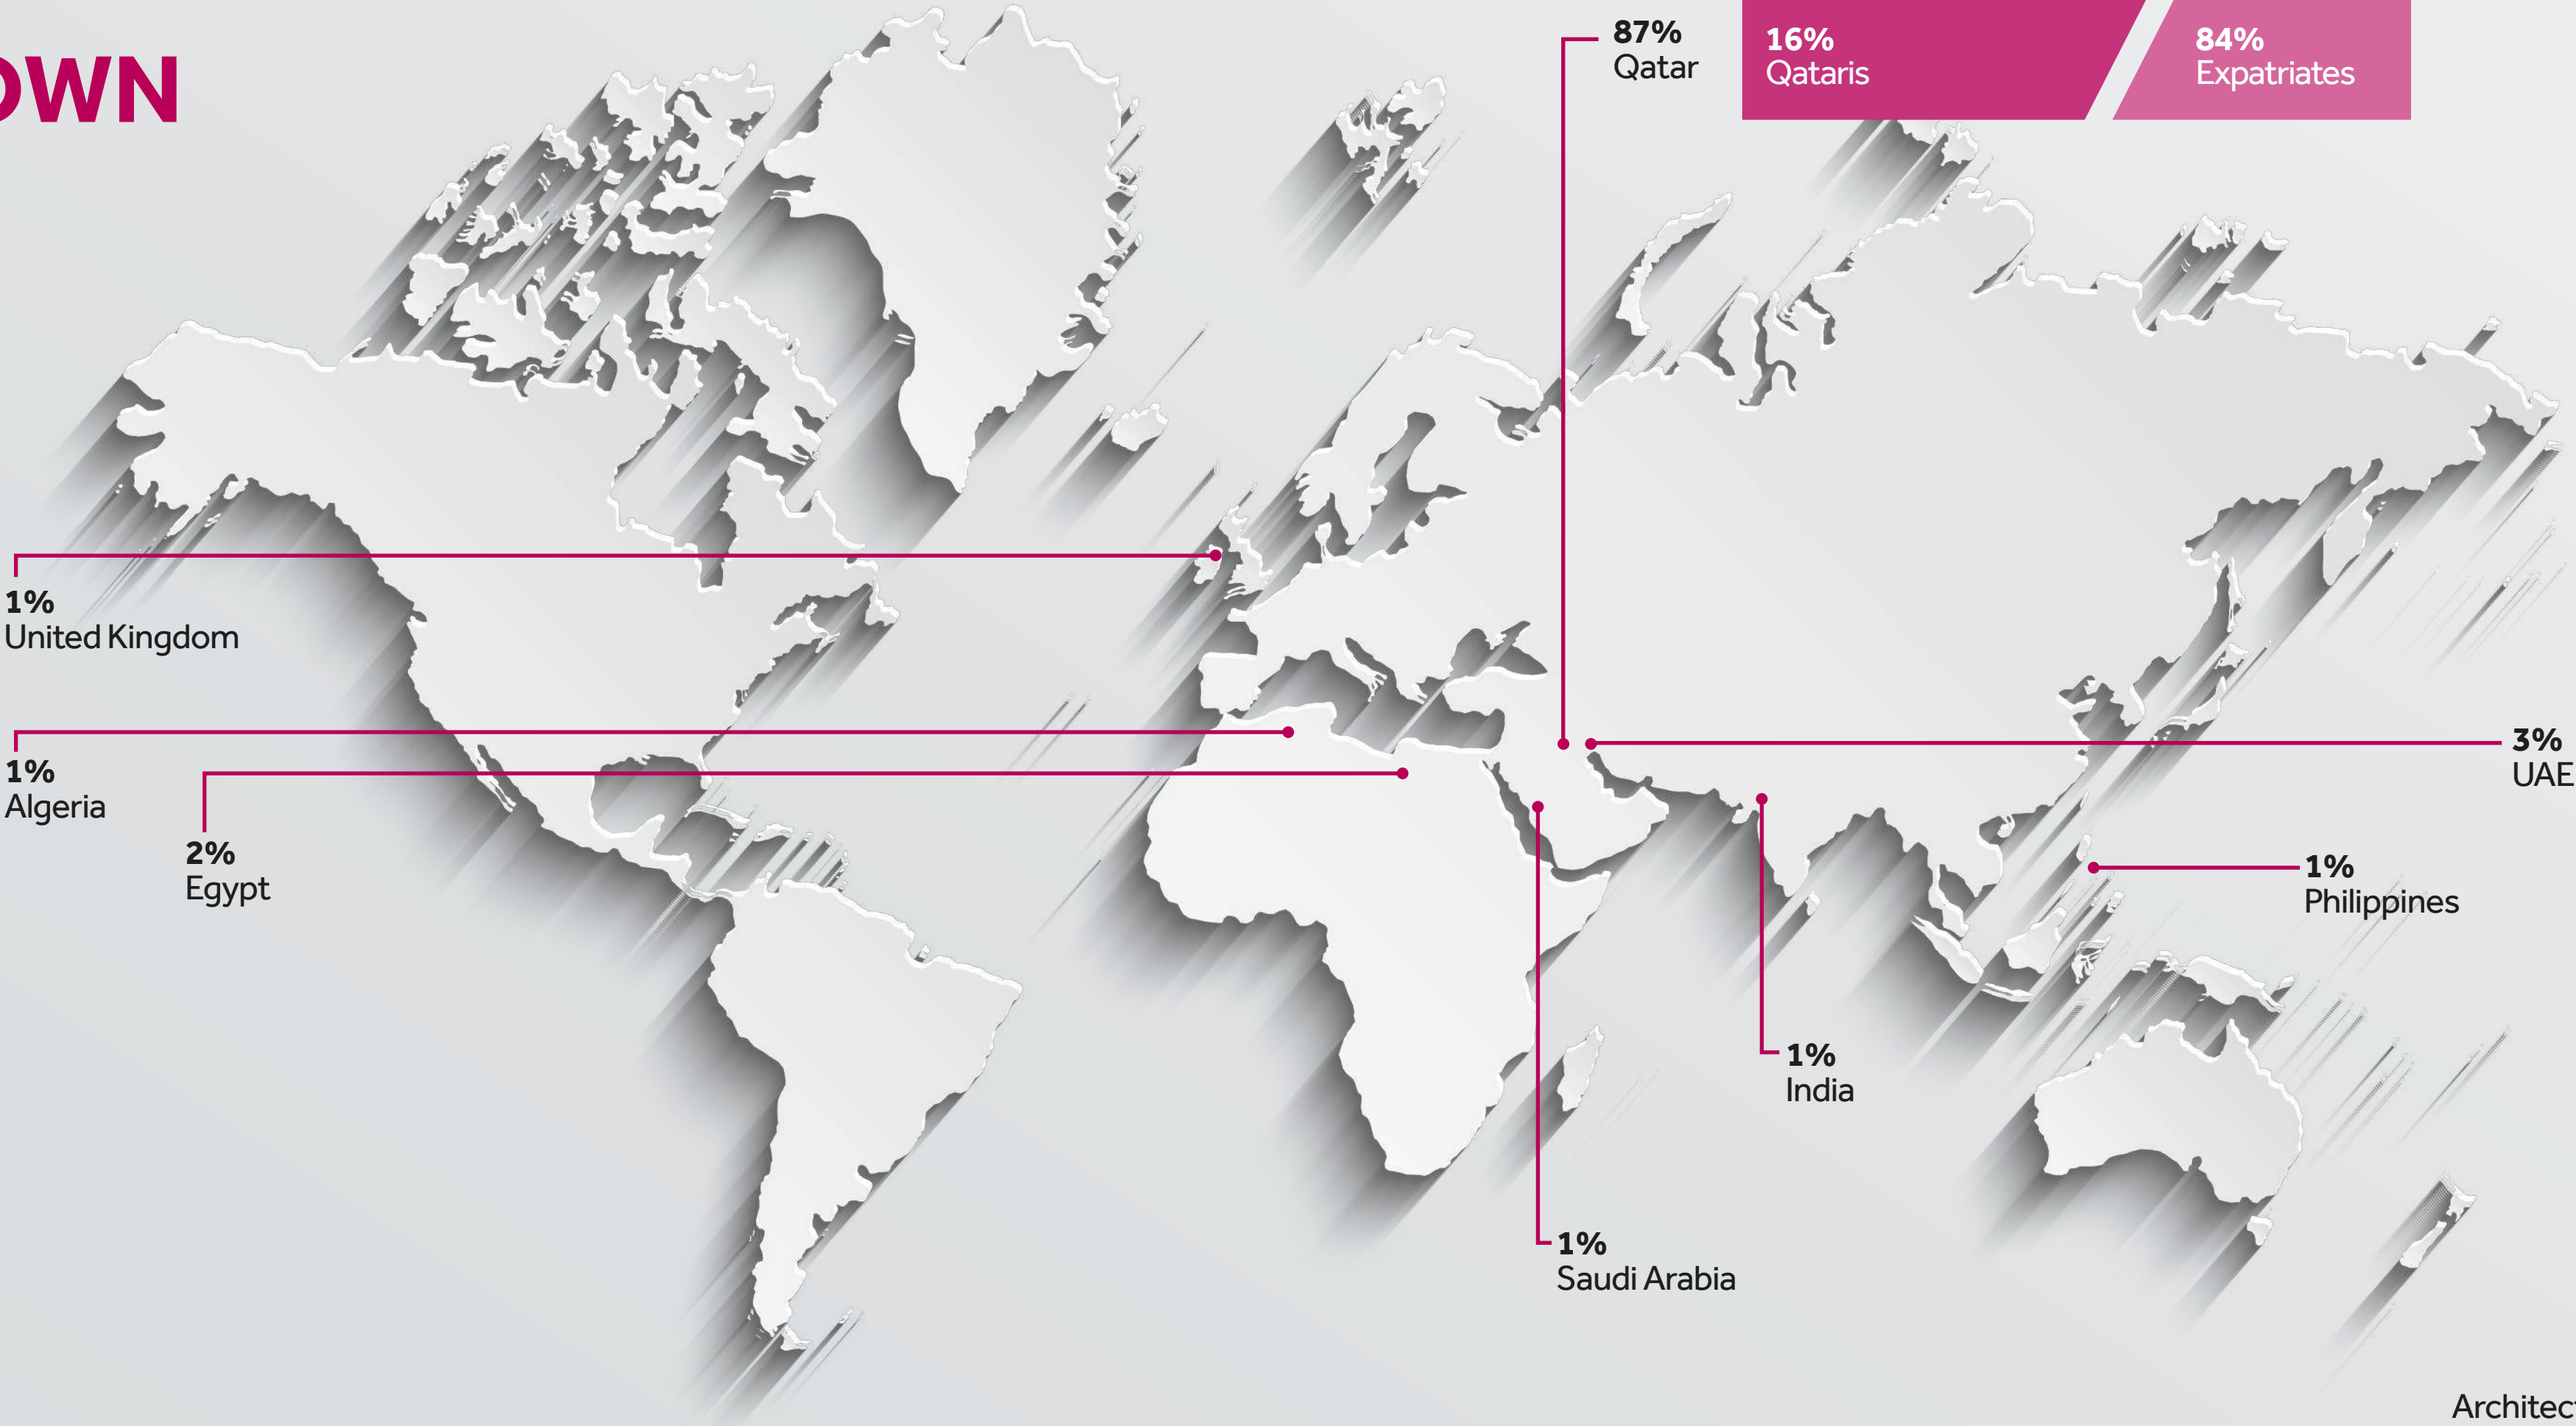 OWN
87%
Qatar
16%
Qataris
84%
Expatriates
1%
United Kingdom
1%
Algeria
2%
Egypt
3%
UAE
1%
Philippines
1%
India
1%
Saudi Arabia
Architec